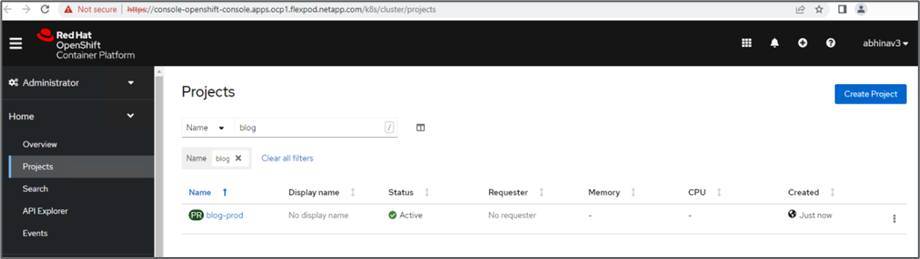 Not secure https://console-openshift-console.apps.ocp1.flexpod.netapp.com/k8s/cluster/projects
Red Hat
OpenShift
Container Platform
abhinav3
Administrator
Home
Overview
Projects
Search
API Explorer
Events
Projects
Create Project
Name blog /
Name blog Clear all filters
Name Display name Status Requester Memory CPU Created
PR blog-prod No display name Active No requester - - Just now